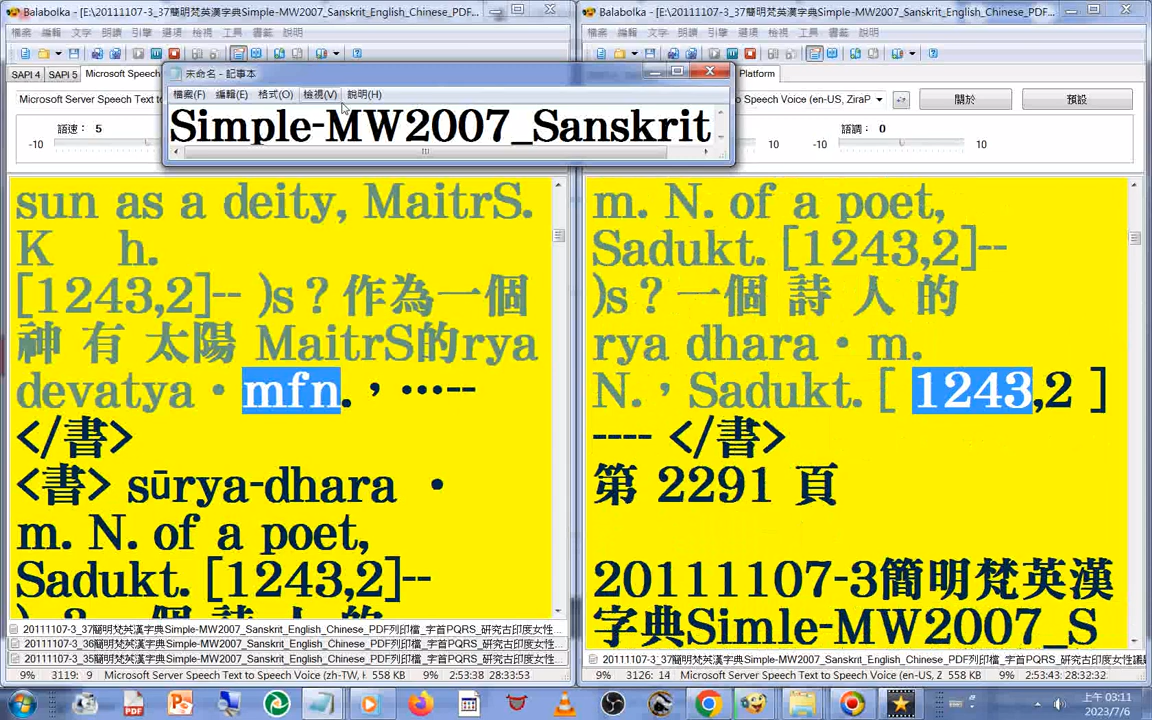 Balabolka - [E:\20111107-3_37簡明梵英漢字典Simple-MW2007_Sanskrit_English_Chinese_PDF...
檔案 編輯 文字 朗讀 引擎 選項 檢視 工具 書籤 說明
SAPI 4 SAPI 5 Microsoft Speech
Microsoft Server Speech Text to
語速： 5
-10
sun as a deity, MaitrS.
K h.
[1243,2]-- )s？作為一個
神 有 太陽 MaitrS的rya
devatya・mfn.，…--
</書>
<書> sūrya-dhara ・
m. N. of a poet,
Sadukt. [1243,2]--
20111107-3_37簡明梵英漢字典Simple-MW2007_Sanskrit_English_Chinese_PDF列印檔_字首PQRS_研究古印度女性...
20111107-3_36簡明梵英漢字典Simple-MW2007_Sanskrit_English_Chinese_PDF列印檔_字首PQRS_研究古印度女性...
20111107-3_35簡明梵英漢字典Simple-MW2007_Sanskrit_English_Chinese_PDF列印檔_字首PQRS_研究古印度女性...
9% 3119: 9 Microsoft Server Speech Text to Speech Voice (zh-TW, H 558 KB 9% 2:53:38 28:33:53
未命名 - 記事本
檔案(F) 編輯(E) 格式(O) 檢視(V) 說明(H)
Simple-MW2007_Sanskrit
Balabolka - [E:\20111107-3_37簡明梵英漢字典Simple-MW2007_Sanskrit_English_Chinese_PDF...
檔案 編輯 文字 朗讀 引擎 選項 檢視 工具 書籤 說明
Platform
Speech Voice (en-US, ZiraP 關於 預設
語調： 0
10 -10 10
m. N. of a poet,
Sadukt. [1243,2]--
)s？一個 詩 人 的
rya dhara・m.
N.，Sadukt. [ 1243,2 ]
---- </書>
第 2291 頁
20111107-3簡明梵英漢
字典Simle-MW2007_S
20111107-3_37簡明梵英漢字典Simple-MW2007_Sanskrit_English_Chinese_PDF列印檔_字首PQRS_研究古印度女性議
9% 3126: 14 Microsoft Server Speech Text to Speech Voice (en-US, Z 558 KB 9% 2:53:43 28:32:32
上午 03:11
2023/7/6